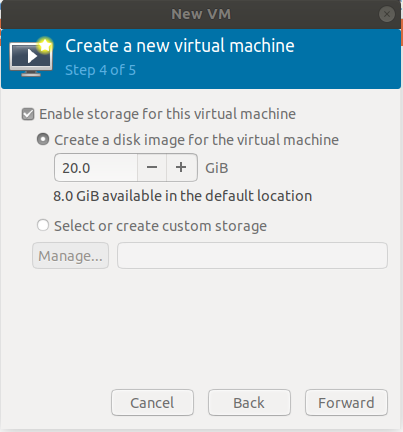 New VM
Create a new virtual machine
Step 4 of 5
Enable storage for this virtual machine
Create a disk image for the virtual machine
20.0 − + GiB
8.0 GiB available in the default location
Select or create custom storage
Manage...
Cancel Back Forward